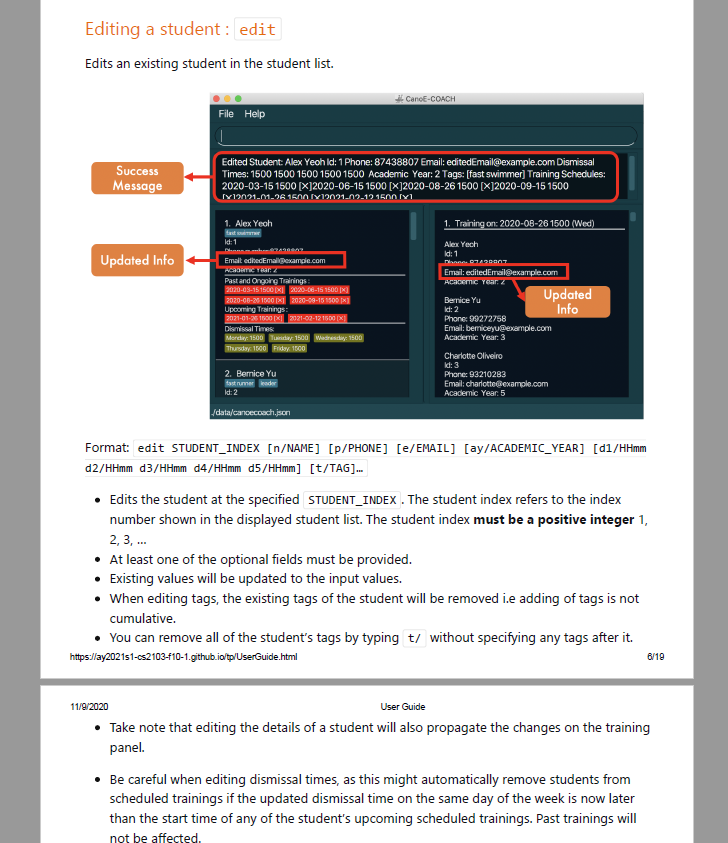 Editing a student : edit
Edits an existing student in the student list.
CanoE-COACH
File Help
Success
Message
Edited Student: Alex Yeoh Id: 1 Phone: 87438807 Email: editedEmail@example.com Dismissal
Times: 1500 1500 1500 1500 1500 Academic Year: 2 Tags: [fast swimmer] Training Schedules:
2020-03-15 1500 [✕]2020-06-15 1500 [✕]2020-08-26 1500 [✕]2020-09-15 1500
[✕]2021-01-26 1500 [✕]2021-02-12 1500 [✕]
Updated Info
1. Alex Yeoh
fast swimmer
Id: 1
Phone number: 87438807
Email: editedEmail@example.com
Academic Year: 2
Past and Ongoing Trainings :
2020-03-15 1500 [✕] 2020-06-15 1500 [✕]
2020-08-26 1500 [✕] 2020-09-15 1500 [✕]
Upcoming Trainings :
2021-01-26 1500 [✕] 2021-02-12 1500 [✕]
Dismissal Times:
Monday: 1500 Tuesday: 1500 Wednesday: 1500
Thursday: 1500 Friday: 1500
2. Bernice Yu
fast runner leader
Id: 2
1. Training on: 2020-08-26 1500 (Wed)
Alex Yeoh
Id: 1
Phone: 87438807
Email: editedEmail@example.com
Academic Year: 2
Updated
Info
Bernice Yu
Id: 2
Phone: 99272758
Email: berniceyu@example.com
Academic Year: 3
Charlotte Oliveiro
Id: 3
Phone: 93210283
Email: charlotte@example.com
Academic Year: 5
./data/canoecoach.json
Format: edit STUDENT_INDEX [n/NAME] [p/PHONE] [e/EMAIL] [ay/ACADEMIC_YEAR] [d1/HHmm
d2/HHmm d3/HHmm d4/HHmm d5/HHmm] [t/TAG]…
• Edits the student at the specified STUDENT_INDEX . The student index refers to the index
number shown in the displayed student list. The student index must be a positive integer 1,
2, 3, …
• At least one of the optional fields must be provided.
• Existing values will be updated to the input values.
• When editing tags, the existing tags of the student will be removed i.e adding of tags is not
cumulative.
• You can remove all of the student’s tags by typing t/ without specifying any tags after it.
https://ay2021s1-cs2103-f10-1.github.io/tp/UserGuide.html 6/19
11/9/2020 User Guide
• Take note that editing the details of a student will also propagate the changes on the training
panel.
• Be careful when editing dismissal times, as this might automatically remove students from
scheduled trainings if the updated dismissal time on the same day of the week is now later
than the start time of any of the student’s upcoming scheduled trainings. Past trainings will
not be affected.